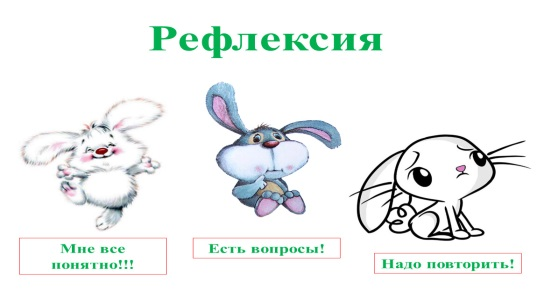 Рефлексия
Мне все
понятно!!!
Есть вопросы!
Надо повторить!